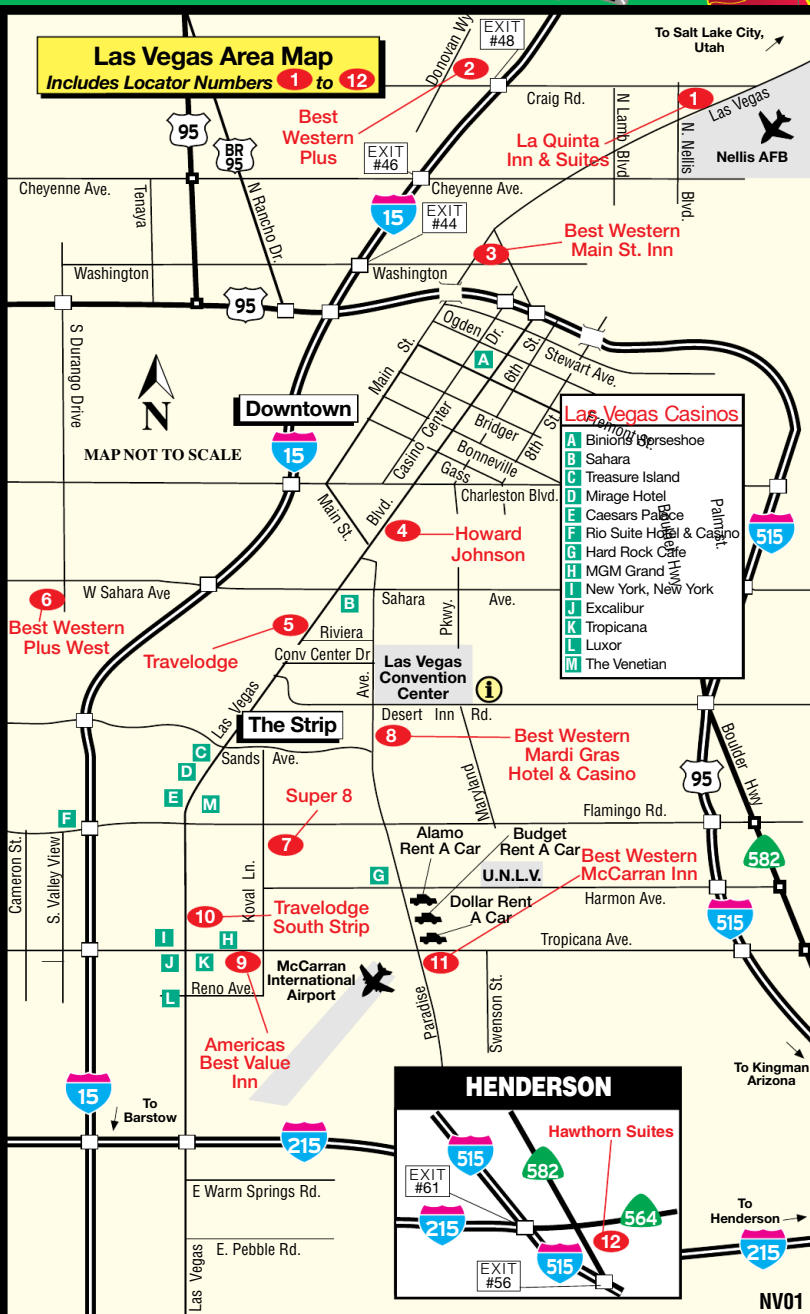 Las Vegas Area Map
Includes Locator Numbers 1 to 12
To Salt Lake City,
Utah
EXIT
#48
Donovan Wy
2
Best
Western
Plus
Craig Rd.
1
La Quinta
Inn & Suites
N Lamb Blvd
N. Nellis Blvd.
Las Vegas
Nellis AFB
95
BR
95
EXIT
#46
Cheyenne Ave.
Cheyenne Ave.
Tenaya
N Rancho Dr.
15
EXIT
#44
Best Western
Main St. Inn
3
Washington
Washington
95
S Durango Drive
N
MAP NOT TO SCALE
Downtown
15
Ogden
Dr.
St.
Stewart Ave.
A
6th
Main
Casino Center
Bridger
Bonneville
Gass
8th
St.
Fremont St.
Las Vegas Casinos
A Binion's Horseshoe
B Sahara
C Treasure Island
D Mirage Hotel
E Caesars Palace
F Rio Suite Hotel & Casino
G Hard Rock Cafe
H MGM Grand
I New York, New York
J Excalibur
K Tropicana
L Luxor
M The Venetian
Boulder Hwy
Palm st.
515
Main St.
Blvd.
Charleston Blvd.
4
Howard
Johnson
W Sahara Ave
Sahara Ave.
6
Best Western
Plus West
B
5
Travelodge
Riviera
Conv Center Dr
Ave.
Pkwy.
Las Vegas
Convention
Center
i
Las Vegas
The Strip
Desert Inn Rd.
8
Best Western
Mardi Gras
Hotel & Casino
Maryland
95
Boulder Hwy
C
Sands Ave.
D
E
M
Super 8
7
F
Flamingo Rd.
Cameron St.
S. Valley View
Koval Ln.
Alamo
Rent A Car
Budget
Rent A Car
G
U.N.L.V.
Best Western
McCarran Inn
582
Dollar Rent
A Car
Harmon Ave.
515
10
Travelodge
South Strip
I
H
Tropicana Ave.
J
K
9
11
McCarran
International
Airport
Reno Ave.
L
Paradise
Swenson St.
Americas
Best Value
Inn
To Kingman
Arizona
15
To
Barstow
215
HENDERSON
Hawthorn Suites
515
582
EXIT
#61
564
215
12
515
EXIT
#56
E Warm Springs Rd.
E. Pebble Rd.
Las Vegas
To
Henderson
215
NV01